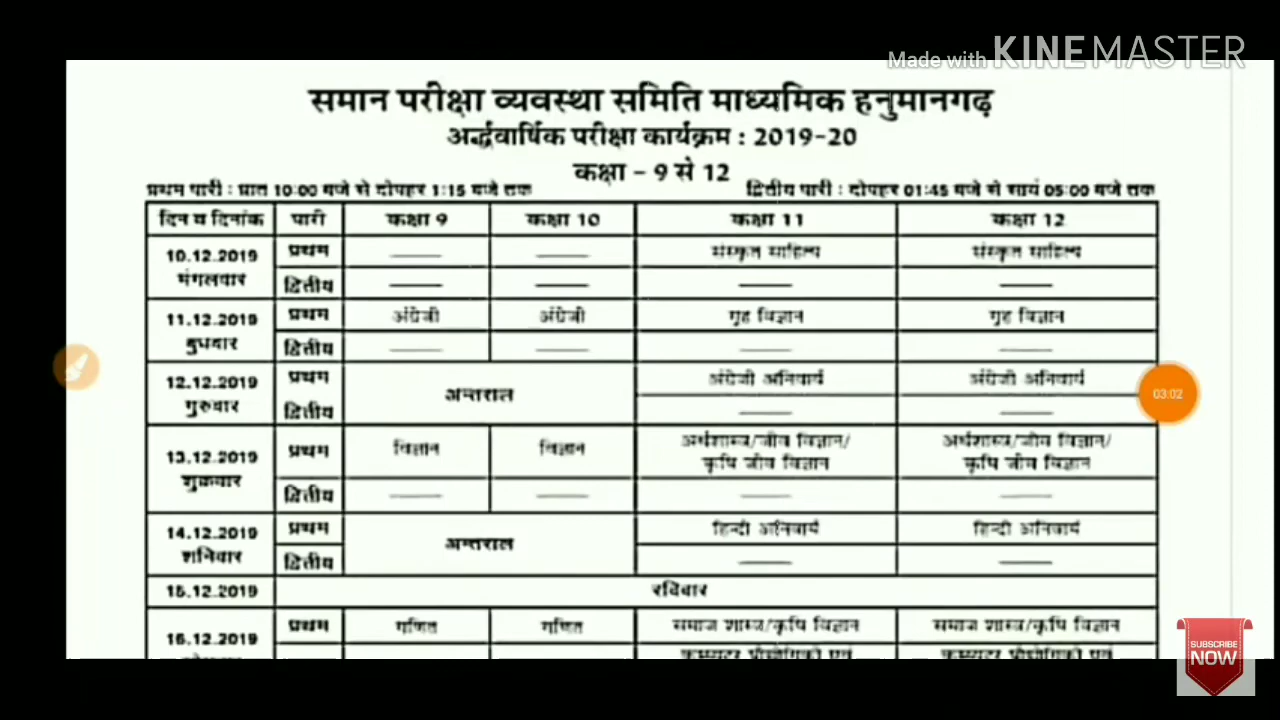 Made with KINEMASTER
समान परीक्षा व्यवस्था समिति माध्यमिक हनुमानगढ़
अर्द्धवार्षिक परीक्षा कार्यक्रम : 2019-20
कक्षा - 9 से 12
प्रथम पारी : प्रात 10:00 बजे से दोपहर 1:15 बजे तक द्वितीय पारी : दोपहर 01:45 बजे से सायं 05:00 बजे तक
दिन व दिनांक पारी कक्षा 9 कक्षा 10 कक्षा 11 कक्षा 12
10.12.2019 प्रथम —— —— संस्कृत साहित्य संस्कृत साहित्य
मंगलवार द्वितीय —— ——
11.12.2019 प्रथम अंग्रेजी अंग्रेजी गृह विज्ञान गृह विज्ञान
बुधवार द्वितीय —— —— —— ——
12.12.2019 प्रथम अन्तराल अंग्रेजी अनिवार्य अंग्रेजी अनिवार्य
गुरुवार द्वितीय —— ——
03:02
13.12.2019 प्रथम विज्ञान विज्ञान अर्थशास्त्र/जीव विज्ञान/ अर्थशास्त्र/जीव विज्ञान/
शुक्रवार कृषि जीव विज्ञान कृषि जीव विज्ञान
द्वितीय —— —— —— ——
14.12.2019 प्रथम अन्तराल हिन्दी अनिवार्य हिन्दी अनिवार्य
शनिवार द्वितीय —— ——
15.12.2019 रविवार
16.12.2019 प्रथम गणित गणित समाज शास्त्र/कृषि विज्ञान समाज शास्त्र/कृषि विज्ञान
SUBSCRIBE
NOW